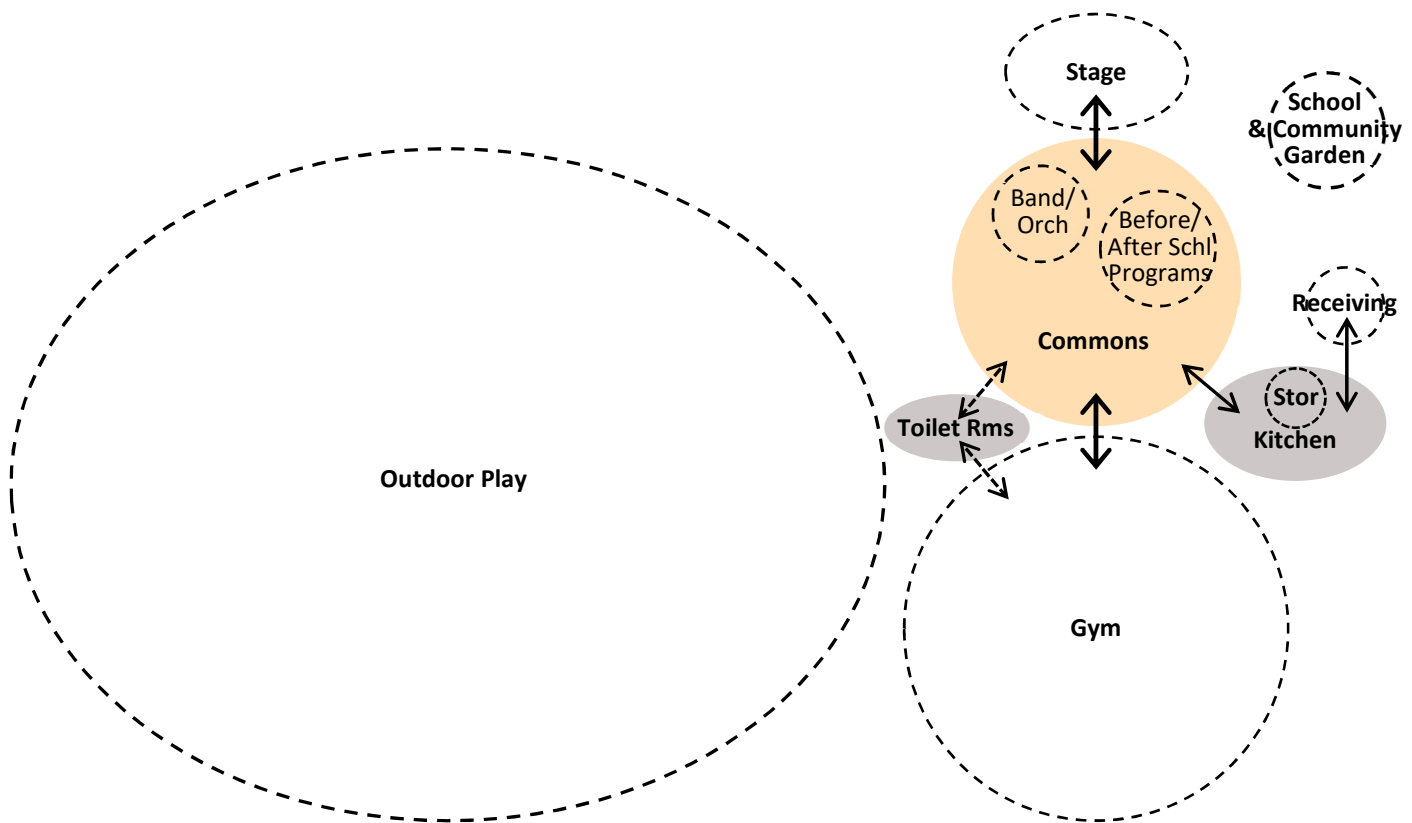 Stage
School
& Community
Garden
Band/
Orch
Before/
After Schl
Programs
Receiving
Commons
Stor
Toilet Rms
Kitchen
Outdoor Play
Gym